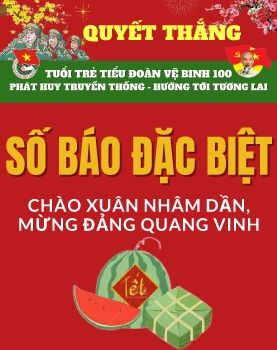 QUYẾT THẮNG
TUỔI TRẺ TIỂU ĐOÀN VỆ BINH 100
PHÁT HUY TRUYỀN THỐNG - HƯỚNG TỚI TƯƠNG LAI
SỐ BÁO ĐẶC BIỆT
CHÀO XUÂN NHÂM DẦN,
MỪNG ĐẢNG QUANG VINH
Tết